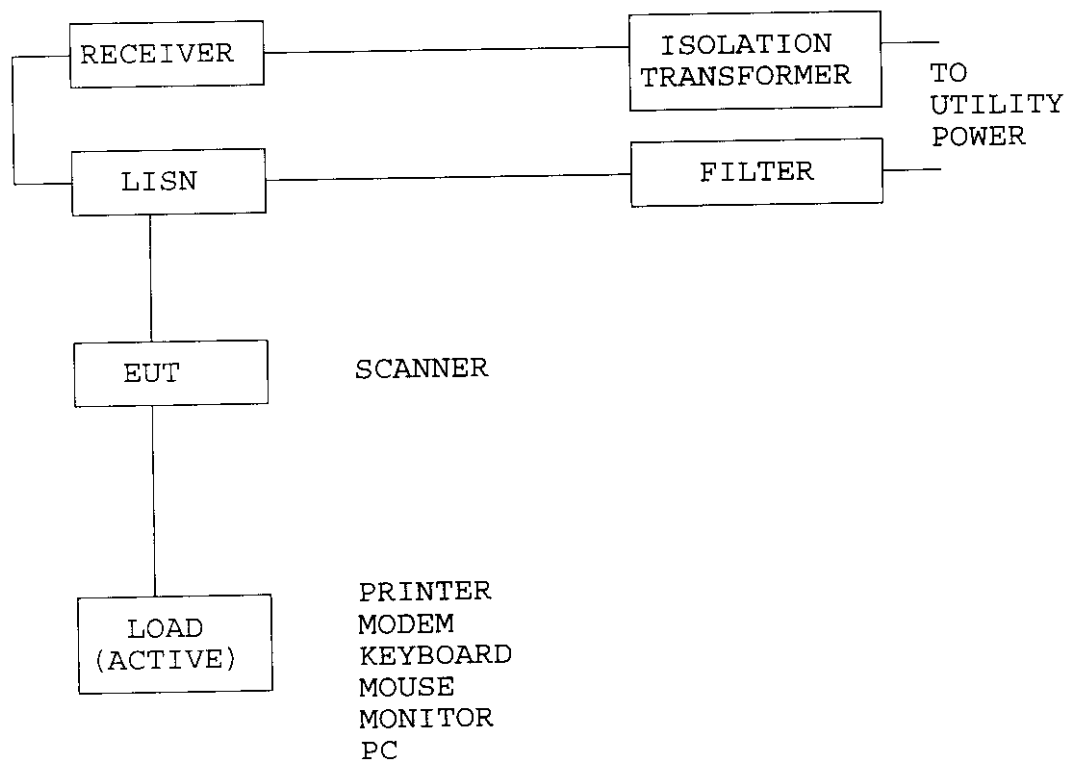 RECEIVER
ISOLATION
TRANSFORMER
TO
UTILITY
POWER
LISN
FILTER
EUT
SCANNER
LOAD
(ACTIVE)
PRINTER
MODEM
KEYBOARD
MOUSE
MONITOR
PC